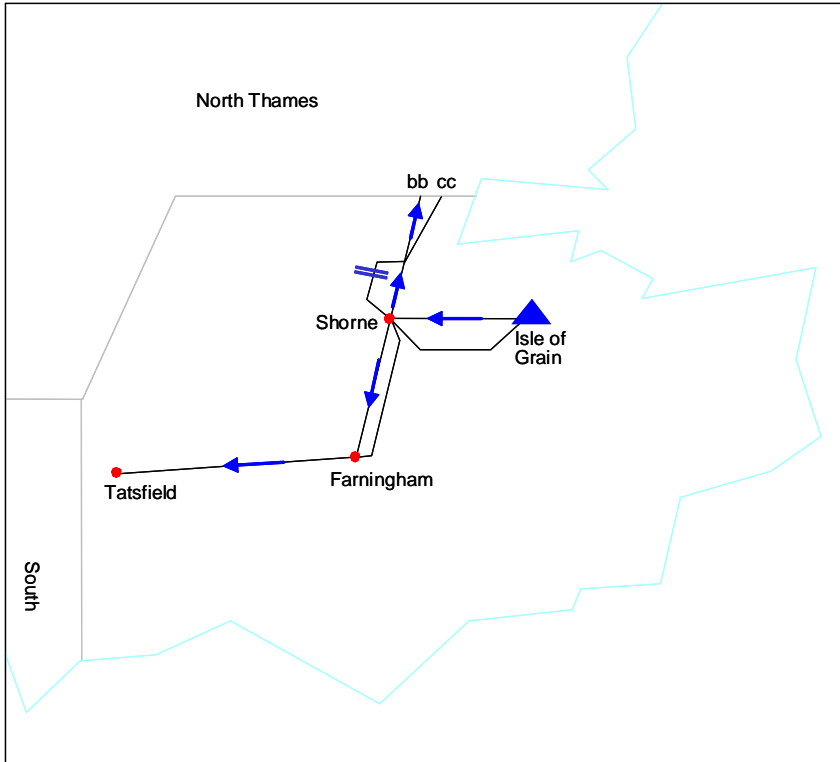 North Thames
bb cc
Shorne
Isle of
Grain
Farningham
Tatsfield
South